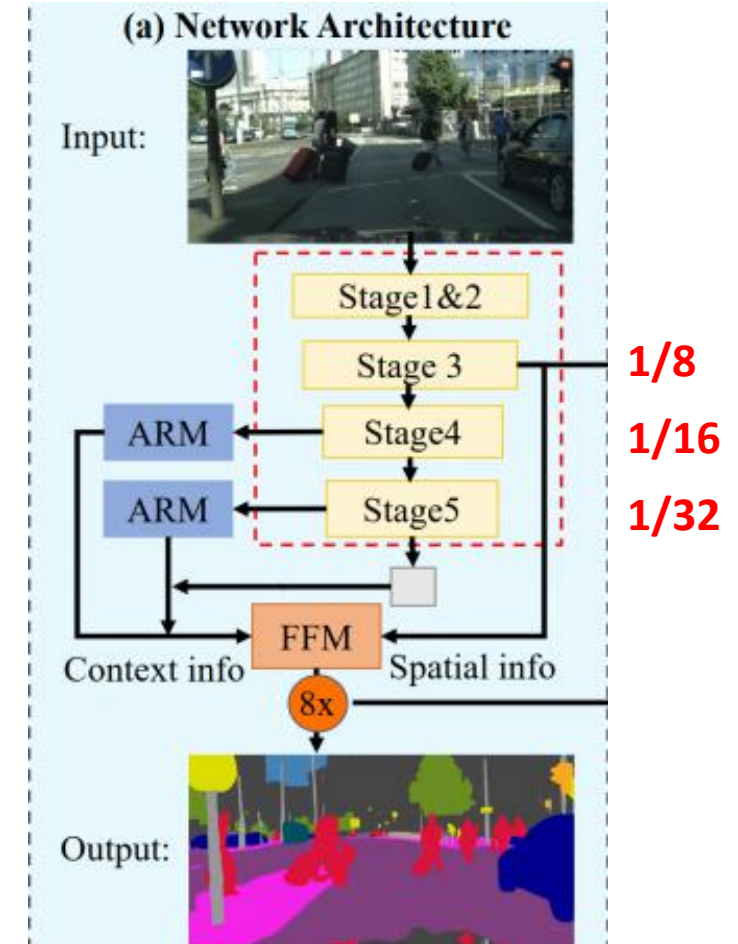 (a) Network Architecture
Input:
Stage1&2
Stage 3
1/8
ARM
Stage4
1/16
ARM
Stage5
1/32
FFM
Context info
Spatial info
8x
Output: